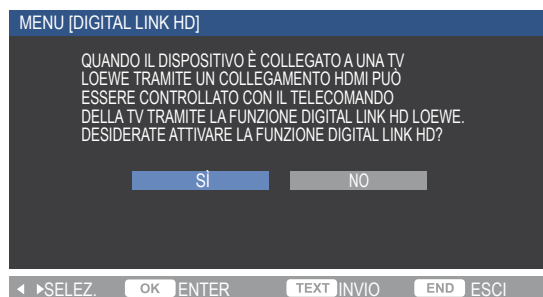 MENU [DIGITAL LINK HD]
QUANDO IL DISPOSITIVO È COLLEGATO A UNA TV
LOEWE TRAMITE UN COLLEGAMENTO HDMI PUÒ
ESSERE CONTROLLATO CON IL TELECOMANDO
DELLA TV TRAMITE LA FUNZIONE DIGITAL LINK HD LOEWE.
DESIDERATE ATTIVARE LA FUNZIONE DIGITAL LINK HD?
SÌ NO
SELEZ. OK ENTER TEXT INVIO END ESCI